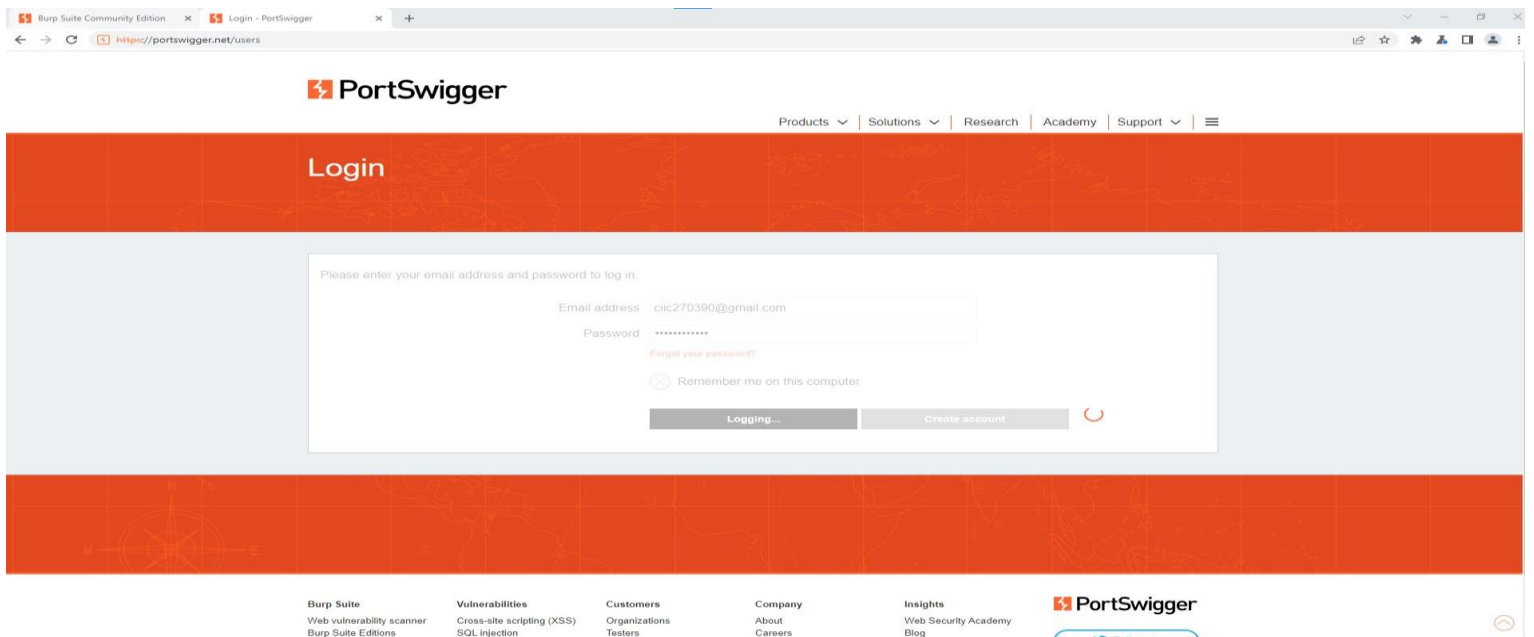 Burp Suite Community Edition Login - PortSwigger
https://portswigger.net/users
PortSwigger
Products Solutions Research Academy Support
Login
Please enter your email address and password to log in.
Email address ciic270390@gmail.com
Password ••••••••••••
Forgot your password?
Remember me on this computer
Logging... Create account
W E
Burp Suite Vulnerabilities Customers Company Insights PortSwigger
Web vulnerability scanner Cross-site scripting (XSS) Organizations About Web Security Academy
Burp Suite Editions SQL injection Testers Careers Blog